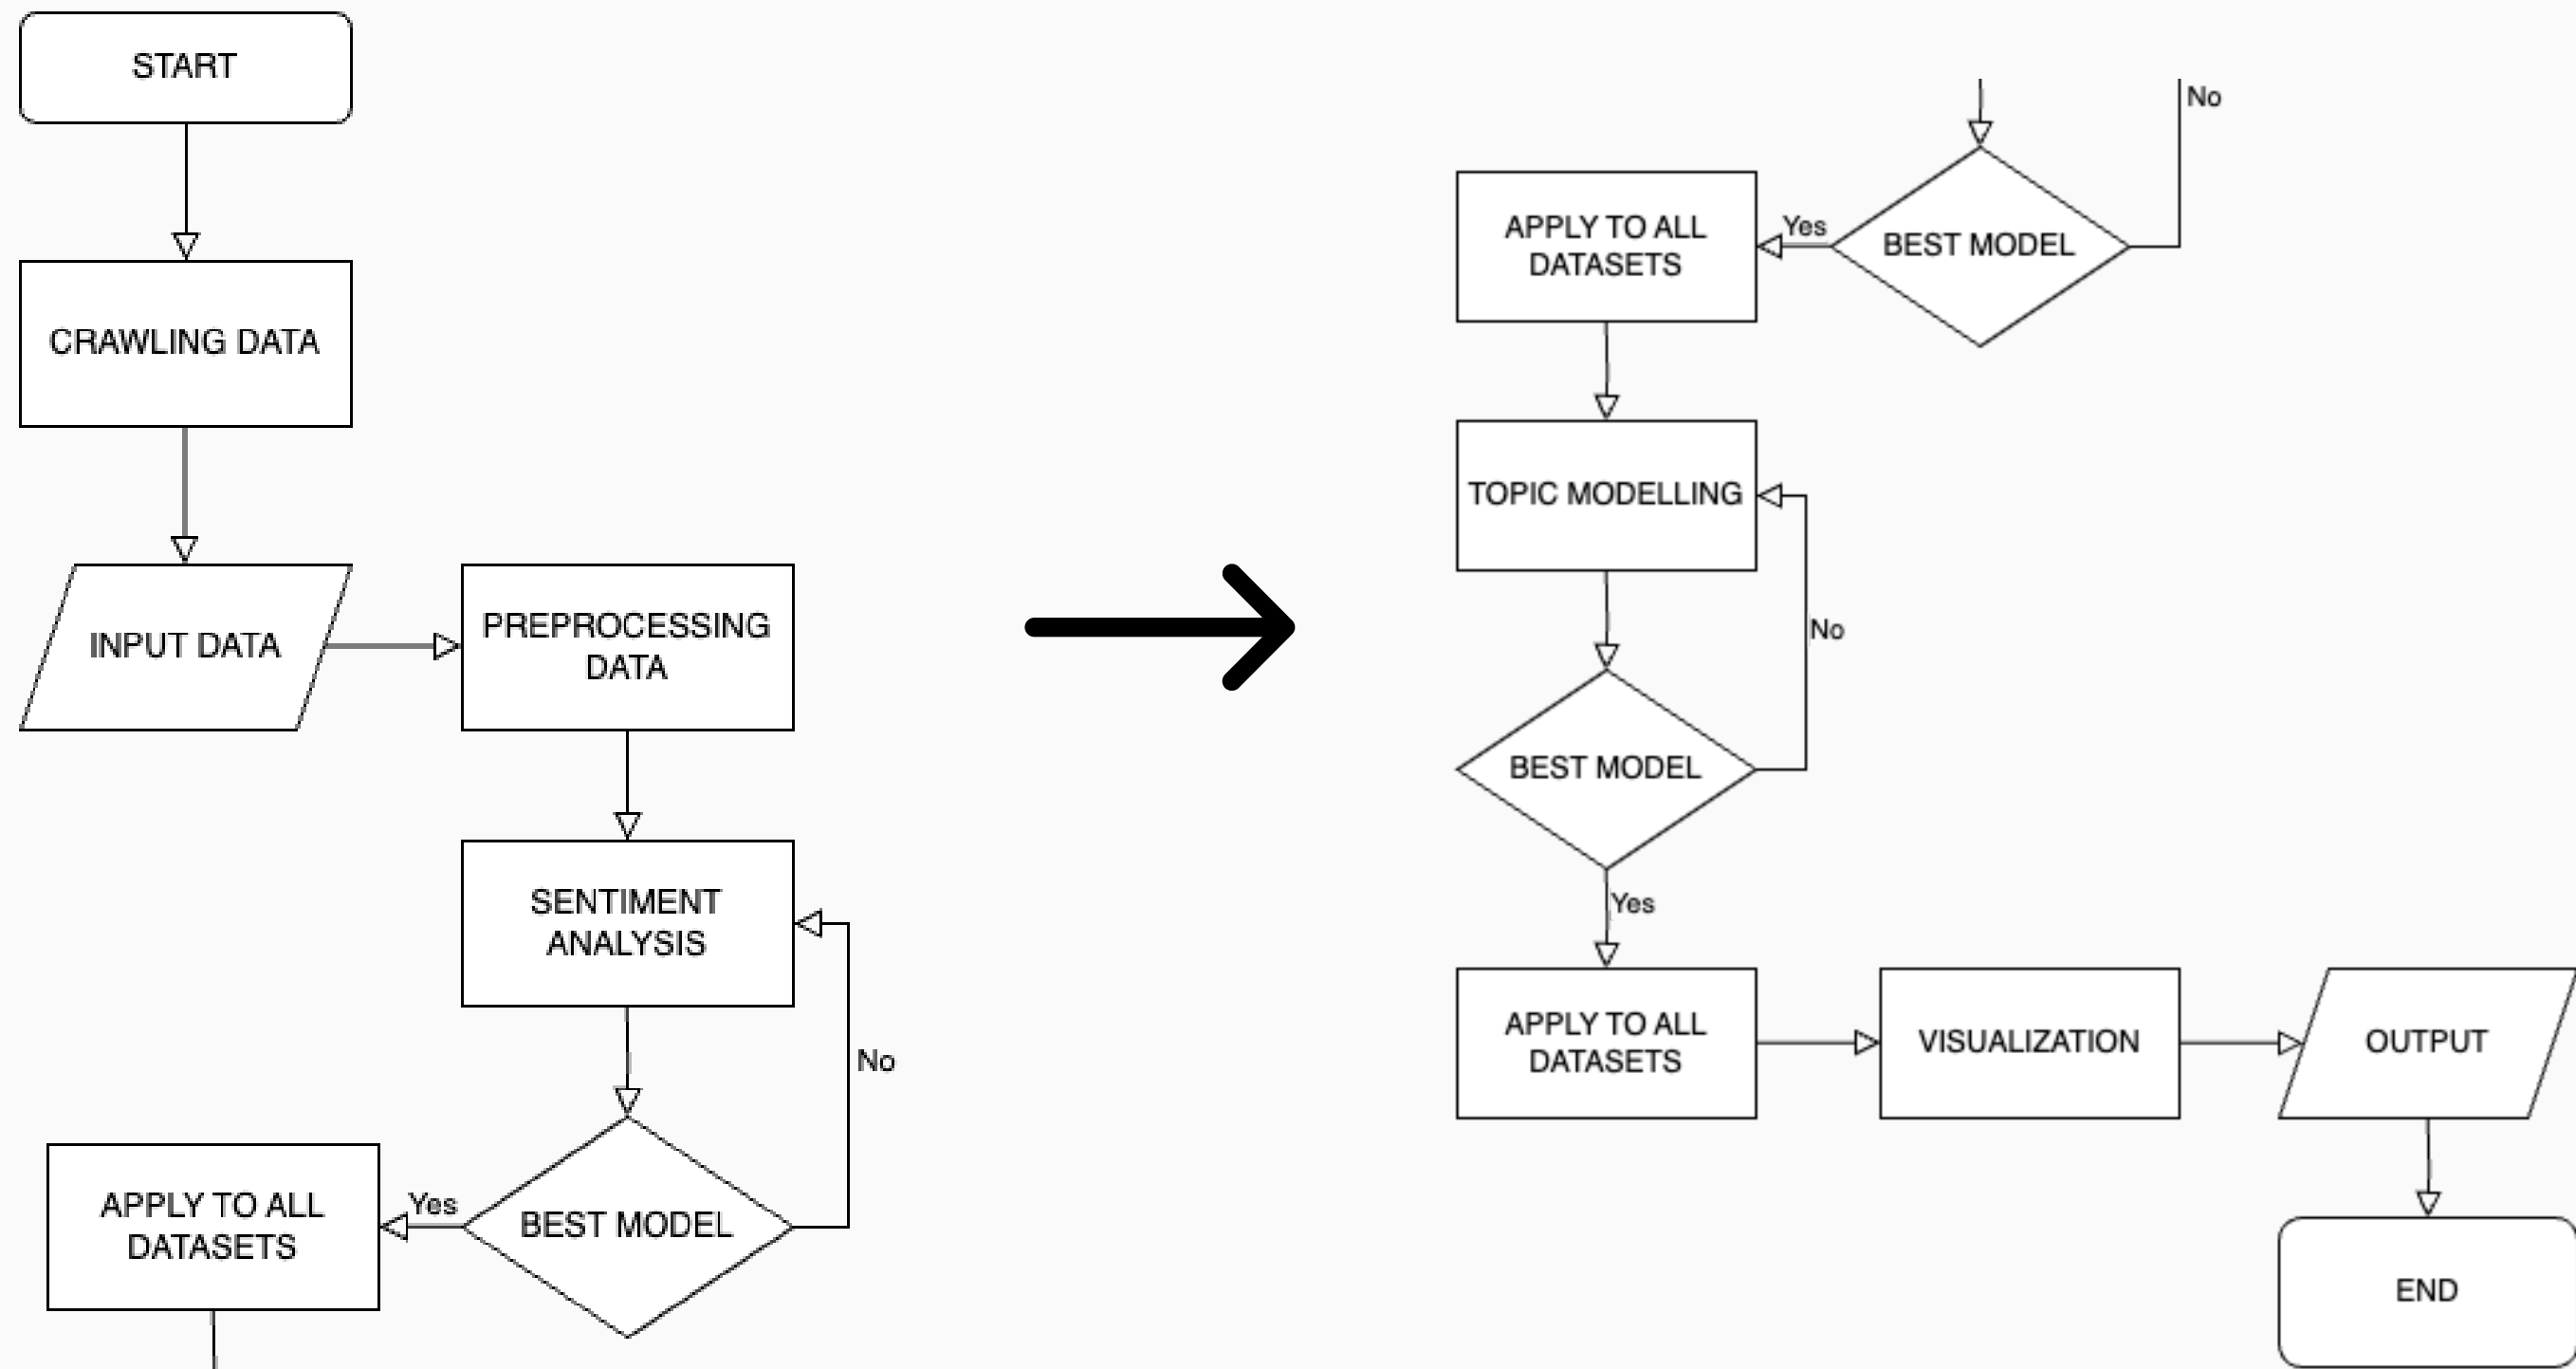 START
CRAWLING DATA
INPUT DATA
PREPROCESSING
DATA
SENTIMENT
ANALYSIS
No
BEST MODEL
Yes
APPLY TO ALL
DATASETS
No
BEST MODEL
Yes
APPLY TO ALL
DATASETS
TOPIC MODELLING
No
BEST MODEL
Yes
APPLY TO ALL
DATASETS
VISUALIZATION
OUTPUT
END